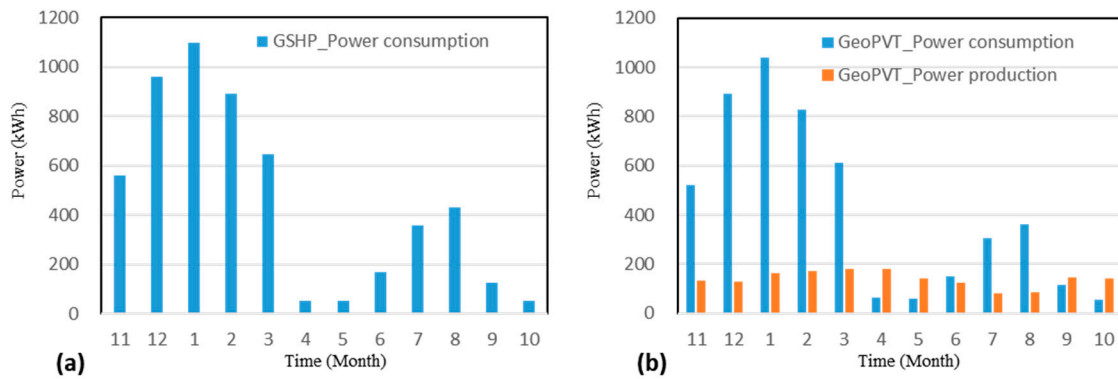 1200
1000
800
600
400
200
0
Power (kWh)
GSHP_Power consumption
11 12 1 2 3 4 5 6 7 8 9 10
Time (Month)
(a)
1200
1000
800
600
400
200
0
Power (kWh)
GeoPVT_Power consumption
GeoPVT_Power production
11 12 1 2 3 4 5 6 7 8 9 10
Time (Month)
(b)